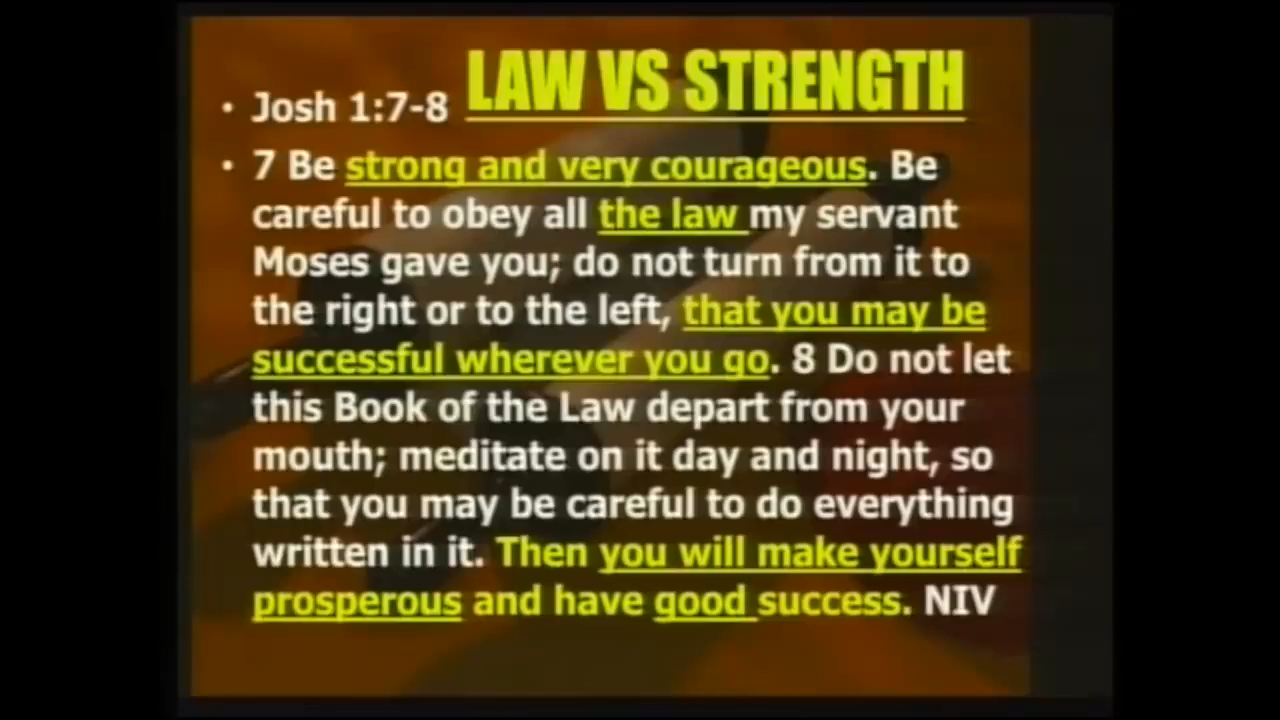 LAW VS STRENGTH
• Josh 1:7-8
• 7 Be strong and very courageous. Be
careful to obey all the law my servant
Moses gave you; do not turn from it to
the right or to the left, that you may be
successful wherever you go. 8 Do not let
this Book of the Law depart from your
mouth; meditate on it day and night, so
that you may be careful to do everything
written in it. Then you will make yourself
prosperous and have good success. NIV